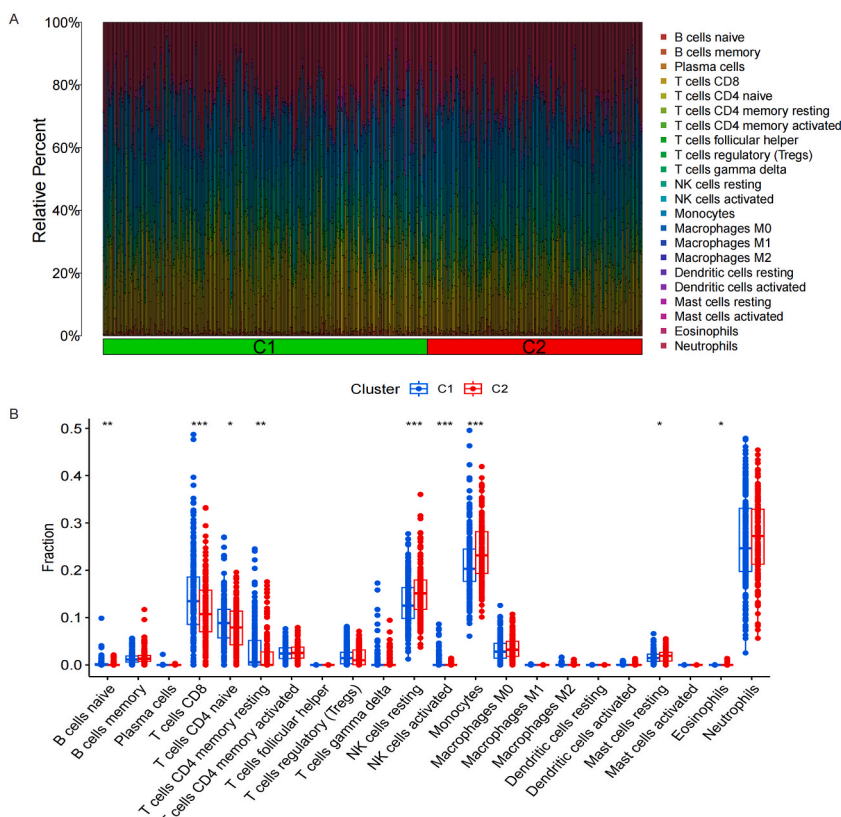 A
100%
80%
60%
40%
20%
0%
Relative Percent
C1
C2
B cells naive
B cells memory
Plasma cells
T cells CD8
T cells CD4 naive
T cells CD4 memory resting
T cells CD4 memory activated
T cells follicular helper
T cells regulatory (Tregs)
T cells gamma delta
NK cells resting
NK cells activated
Monocytes
Macrophages M0
Macrophages M1
Macrophages M2
Dendritic cells resting
Dendritic cells activated
Mast cells resting
Mast cells activated
Eosinophils
Neutrophils
Cluster C1 C2
B
** *** * ** *** *** *** * *
0.5
0.4
0.3
0.2
0.1
0.0
Fraction
B cells naive
B cells memory
Plasma cells
T cells CD8
T cells CD4 naive
T cells CD4 memory resting
T cells CD4 memory activated
T cells follicular helper
T cells regulatory (Tregs)
T cells gamma delta
NK cells resting
NK cells activated
Monocytes
Macrophages M0
Macrophages M1
Macrophages M2
Dendritic cells resting
Dendritic cells activated
Mast cells resting
Mast cells activated
Eosinophils
Neutrophils